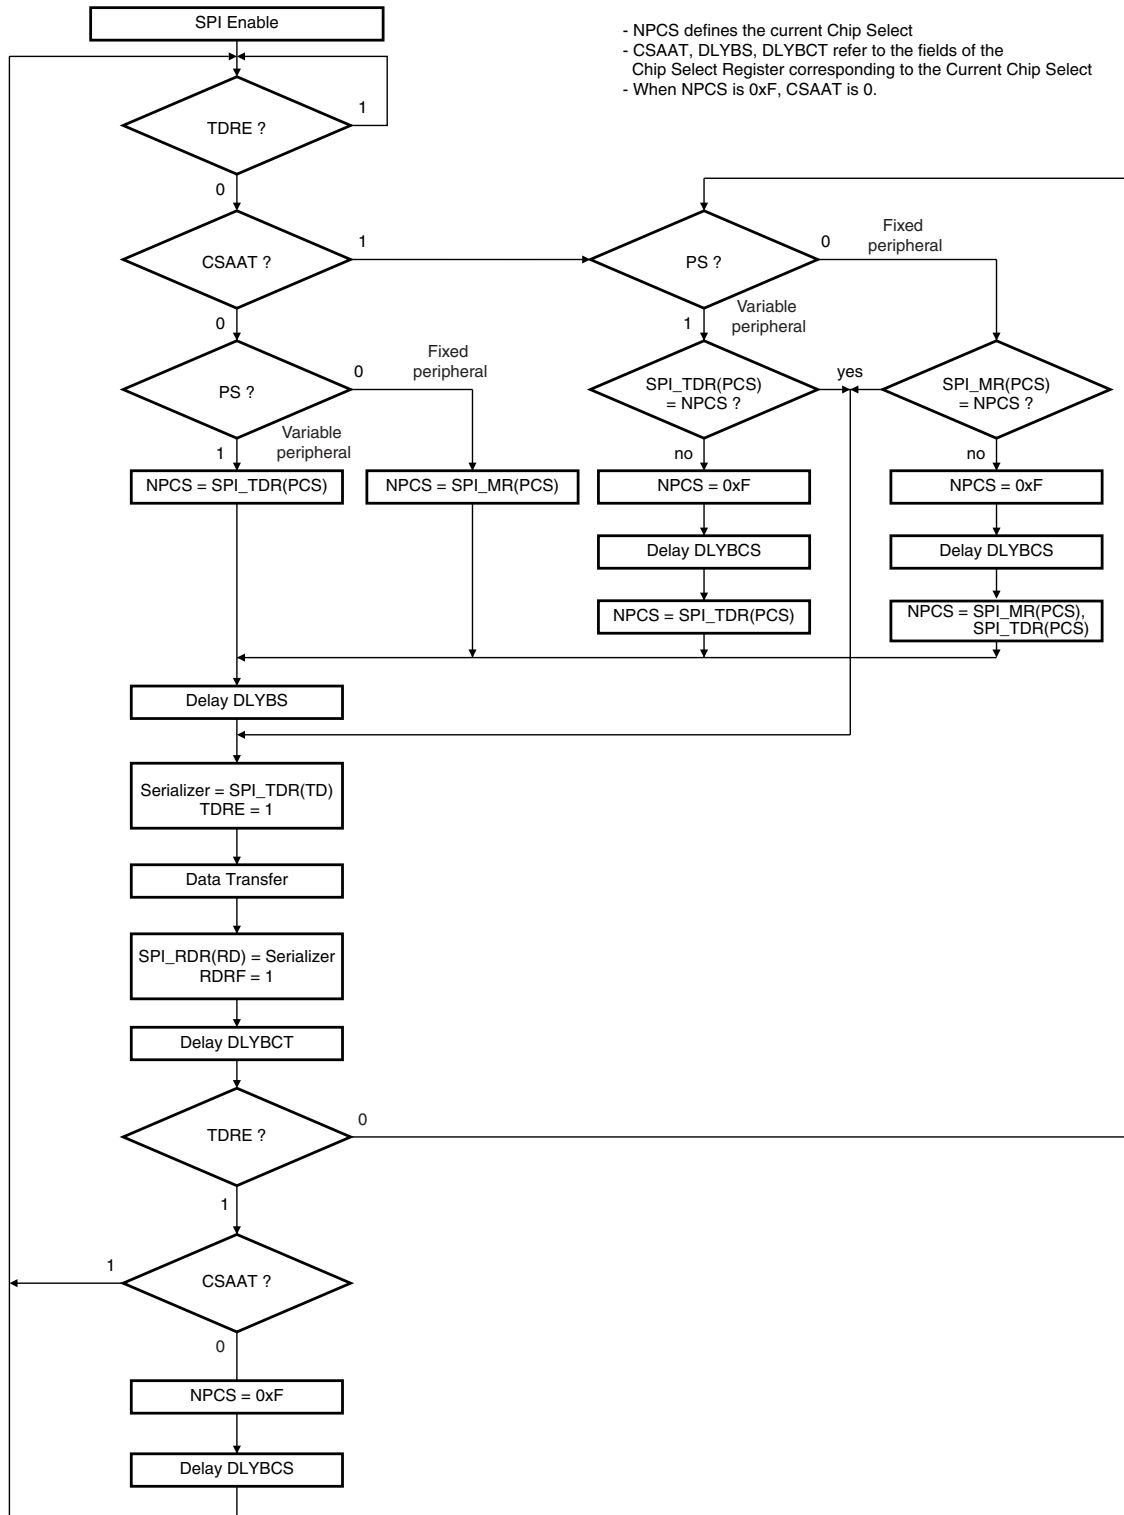 SPI Enable
- NPCS defines the current Chip Select
- CSAAT, DLYBS, DLYBCT refer to the fields of the
Chip Select Register corresponding to the Current Chip Select
- When NPCS is 0xF, CSAAT is 0.
TDRE ?
1
0
CSAAT ?
1
0
PS ?
0
Fixed
peripheral
1
Variable
peripheral
NPCS = SPI_TDR(PCS)
NPCS = SPI_MR(PCS)
PS ?
0
Fixed
peripheral
1
Variable
peripheral
SPI_TDR(PCS)
= NPCS ?
yes
SPI_MR(PCS)
= NPCS ?
no
no
NPCS = 0xF
NPCS = 0xF
Delay DLYBCS
Delay DLYBCS
NPCS = SPI_TDR(PCS)
NPCS = SPI_MR(PCS),
SPI_TDR(PCS)
Delay DLYBS
Serializer = SPI_TDR(TD)
TDRE = 1
Data Transfer
SPI_RDR(RD) = Serializer
RDRF = 1
Delay DLYBCT
TDRE ?
0
1
CSAAT ?
1
0
NPCS = 0xF
Delay DLYBCS